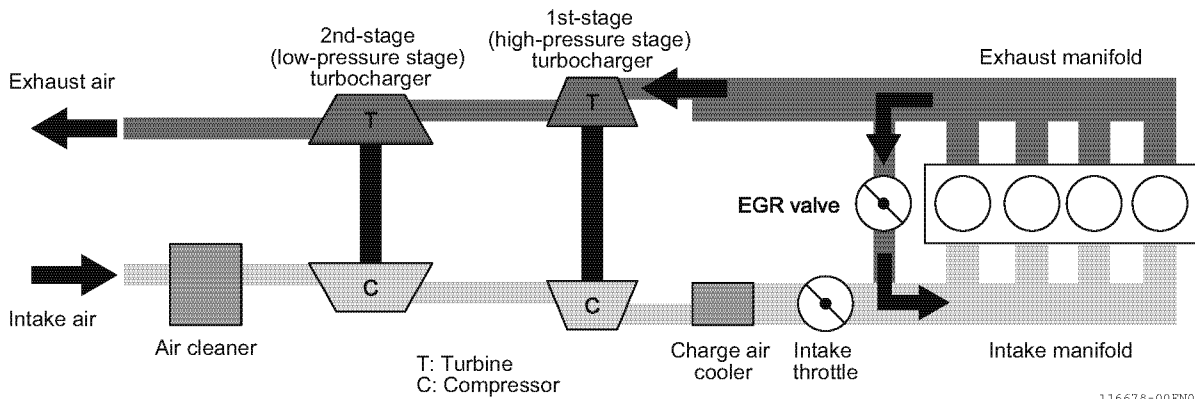 1st-stage
(high-pressure stage)
turbocharger
2nd-stage
(low-pressure stage)
turbocharger
Exhaust manifold
Exhaust air
T
T
EGR valve
C
C
Intake air
Air cleaner
Charge air
cooler
Intake
throttle
Intake manifold
T: Turbine
C: Compressor